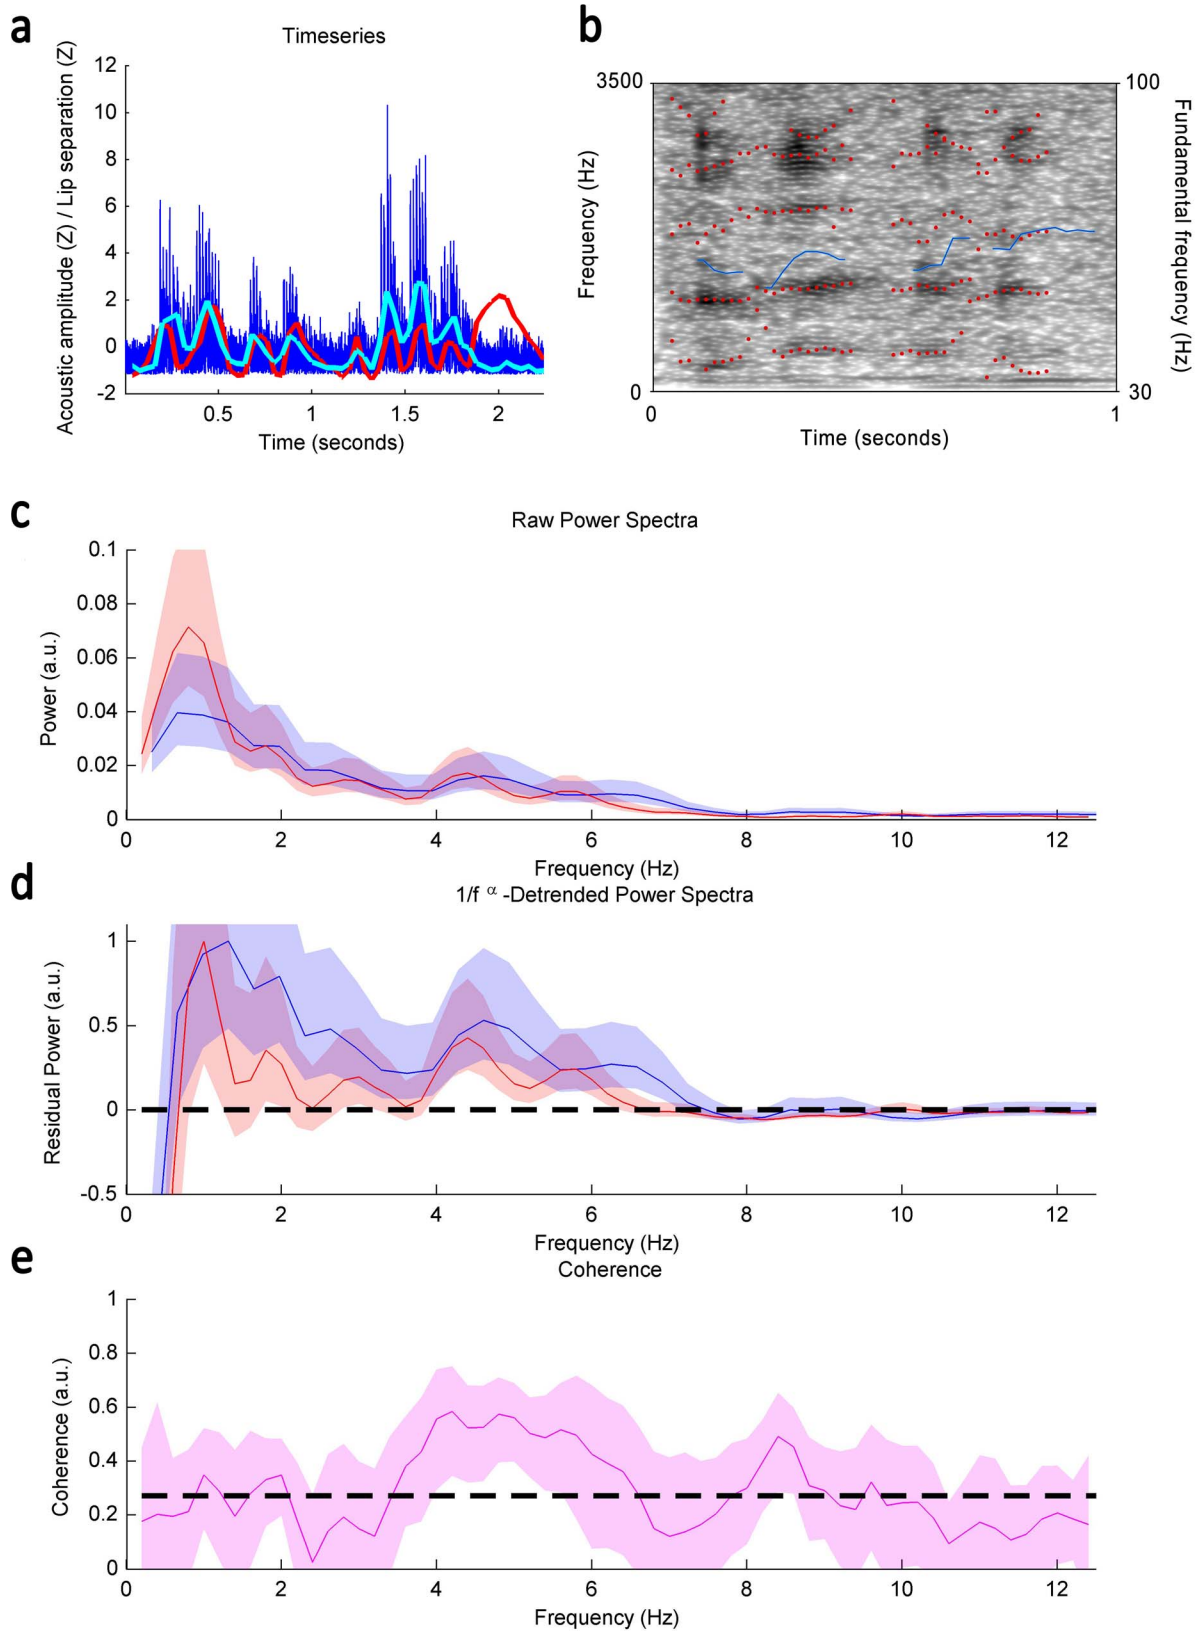 a
Timeseries
Acoustic amplitude (Z) / Lip separation (Z)
12
10
8
6
4
2
0
-2
0.5
1
1.5
2
Time (seconds)
b
3500
0
Frequency (Hz)
100
30
Fundamental frequency (Hz)
0
1
Time (seconds)
c
Raw Power Spectra
Power (a.u.)
0.1
0.08
0.06
0.04
0.02
0
0 2 4 6 8 10 12
Frequency (Hz)
d
1/f α -Detrended Power Spectra
Residual Power (a.u.)
1
0.5
0
-0.5
0 2 4 6 8 10 12
Frequency (Hz)
e
Coherence
Coherence (a.u.)
1
0.8
0.6
0.4
0.2
0
0 2 4 6 8 10 12
Frequency (Hz)